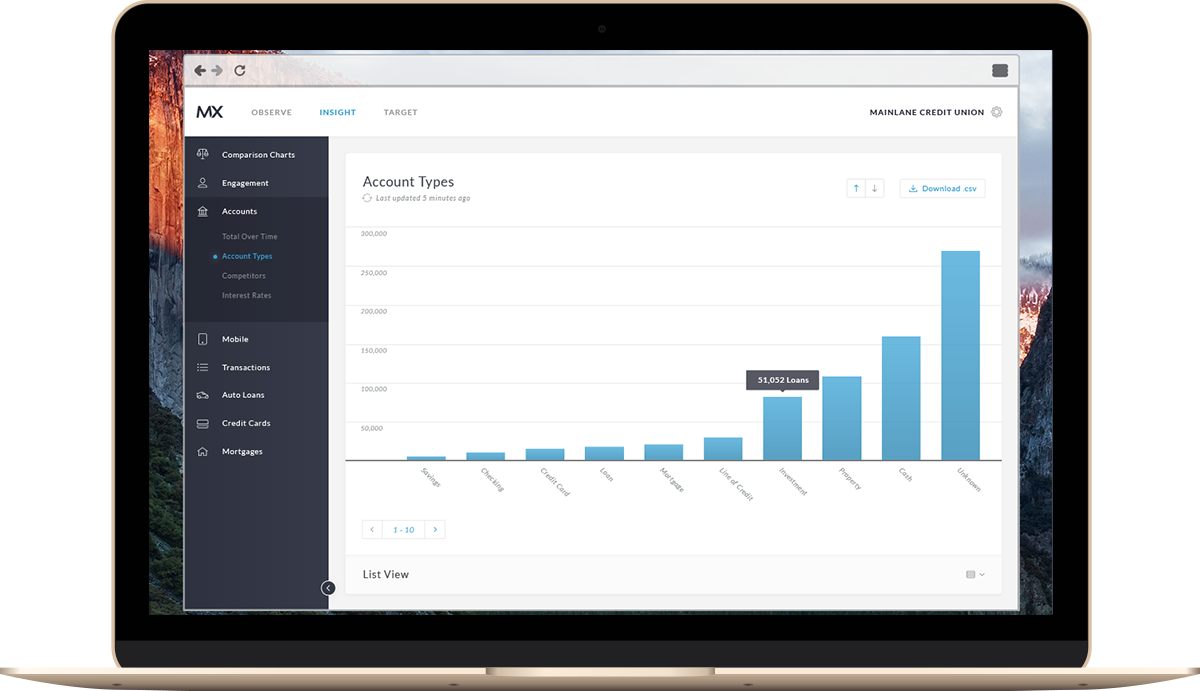 MX OBSERVE INSIGHT TARGET MAINLANE CREDIT UNION
Comparison Charts
Engagement
Accounts
Total Over Time
Account Types
Competitors
Interest Rates
Mobile
Transactions
Auto Loans
Credit Cards
Mortgages
Account Types
Last updated 5 minutes ago
Download .csv
300,000
250,000
200,000
150,000
100,000
50,000
51,052 Loans
Savings
Checking
Credit Card
Loan
Mortgage
Line of Credit
Investment
Property
Cash
Unknown
1 - 10
List View